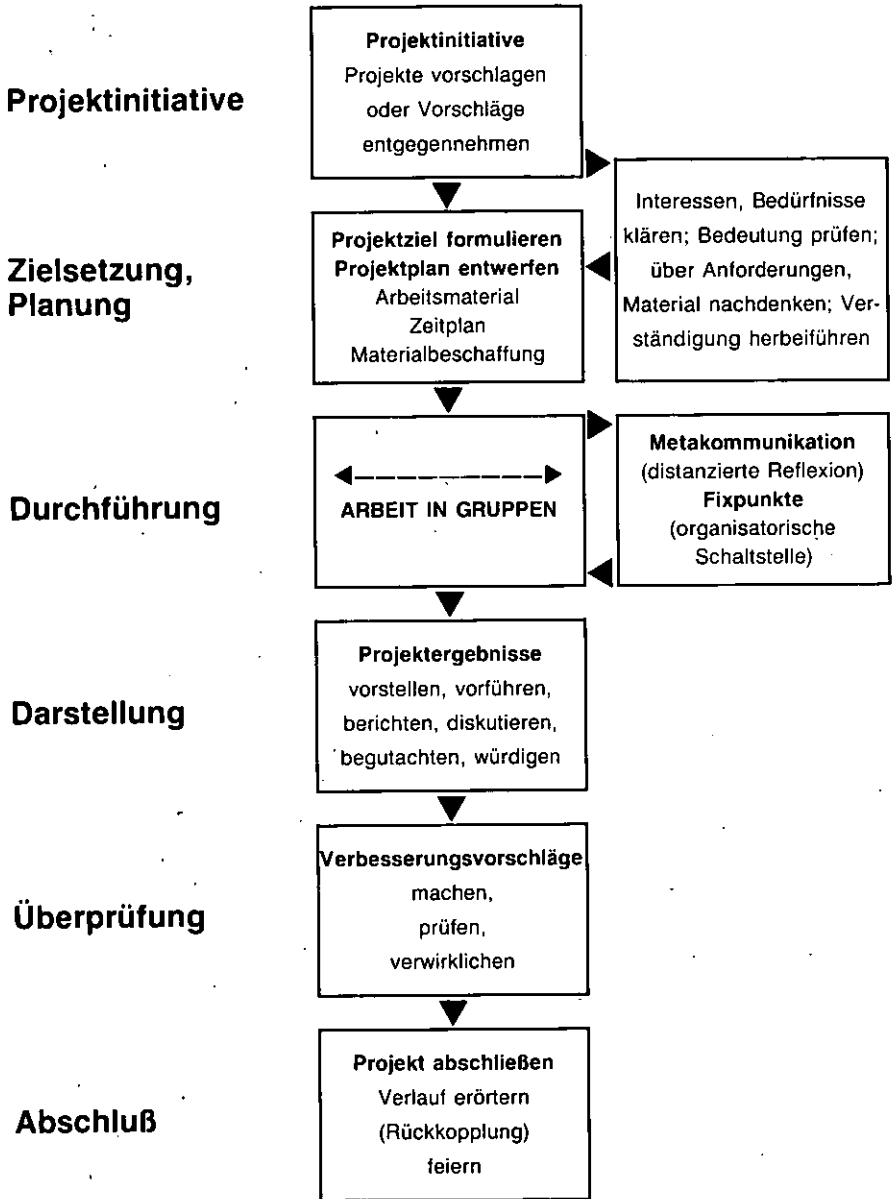 Projektinitiative
Projektinitiative
Projekte vorschlagen
oder Vorschläge
entgegennehmen
Zielsetzung,
Planung
Projektziel formulieren
Projektplan entwerfen
Arbeitsmaterial
Zeitplan
Materialbeschaffung
Interessen, Bedürfnisse
klären; Bedeutung prüfen;
über Anforderungen,
Material nachdenken; Ver-
ständigung herbeiführen
Durchführung
ARBEIT IN GRUPPEN
Metakommunikation
(distanzierte Reflexion)
Fixpunkte
(organisatorische
Schaltstelle)
Darstellung
Projektergebnisse
vorstellen, vorführen,
berichten, diskutieren,
begutachten, würdigen
Überprüfung
Verbesserungsvorschläge
machen,
prüfen,
verwirklichen
Abschluß
Projekt abschließen
Verlauf erörtern
(Rückkopplung)
feiern